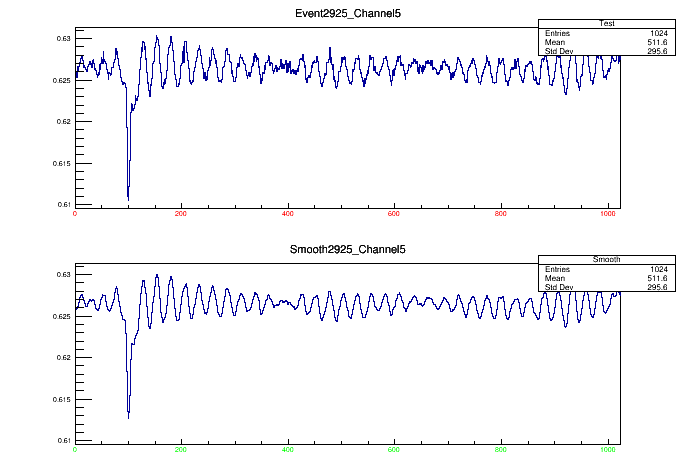 Event2925_Channel5
Test
Entries 1024
Mean 511.6
Std Dev 295.6
0.63
0.625
0.62
0.615
0.61
0 200 400 600 800 1000
Smooth2925_Channel5
Smooth
Entries 1024
Mean 511.6
Std Dev 295.6
0.63
0.625
0.62
0.615
0.61
0 200 400 600 800 1000